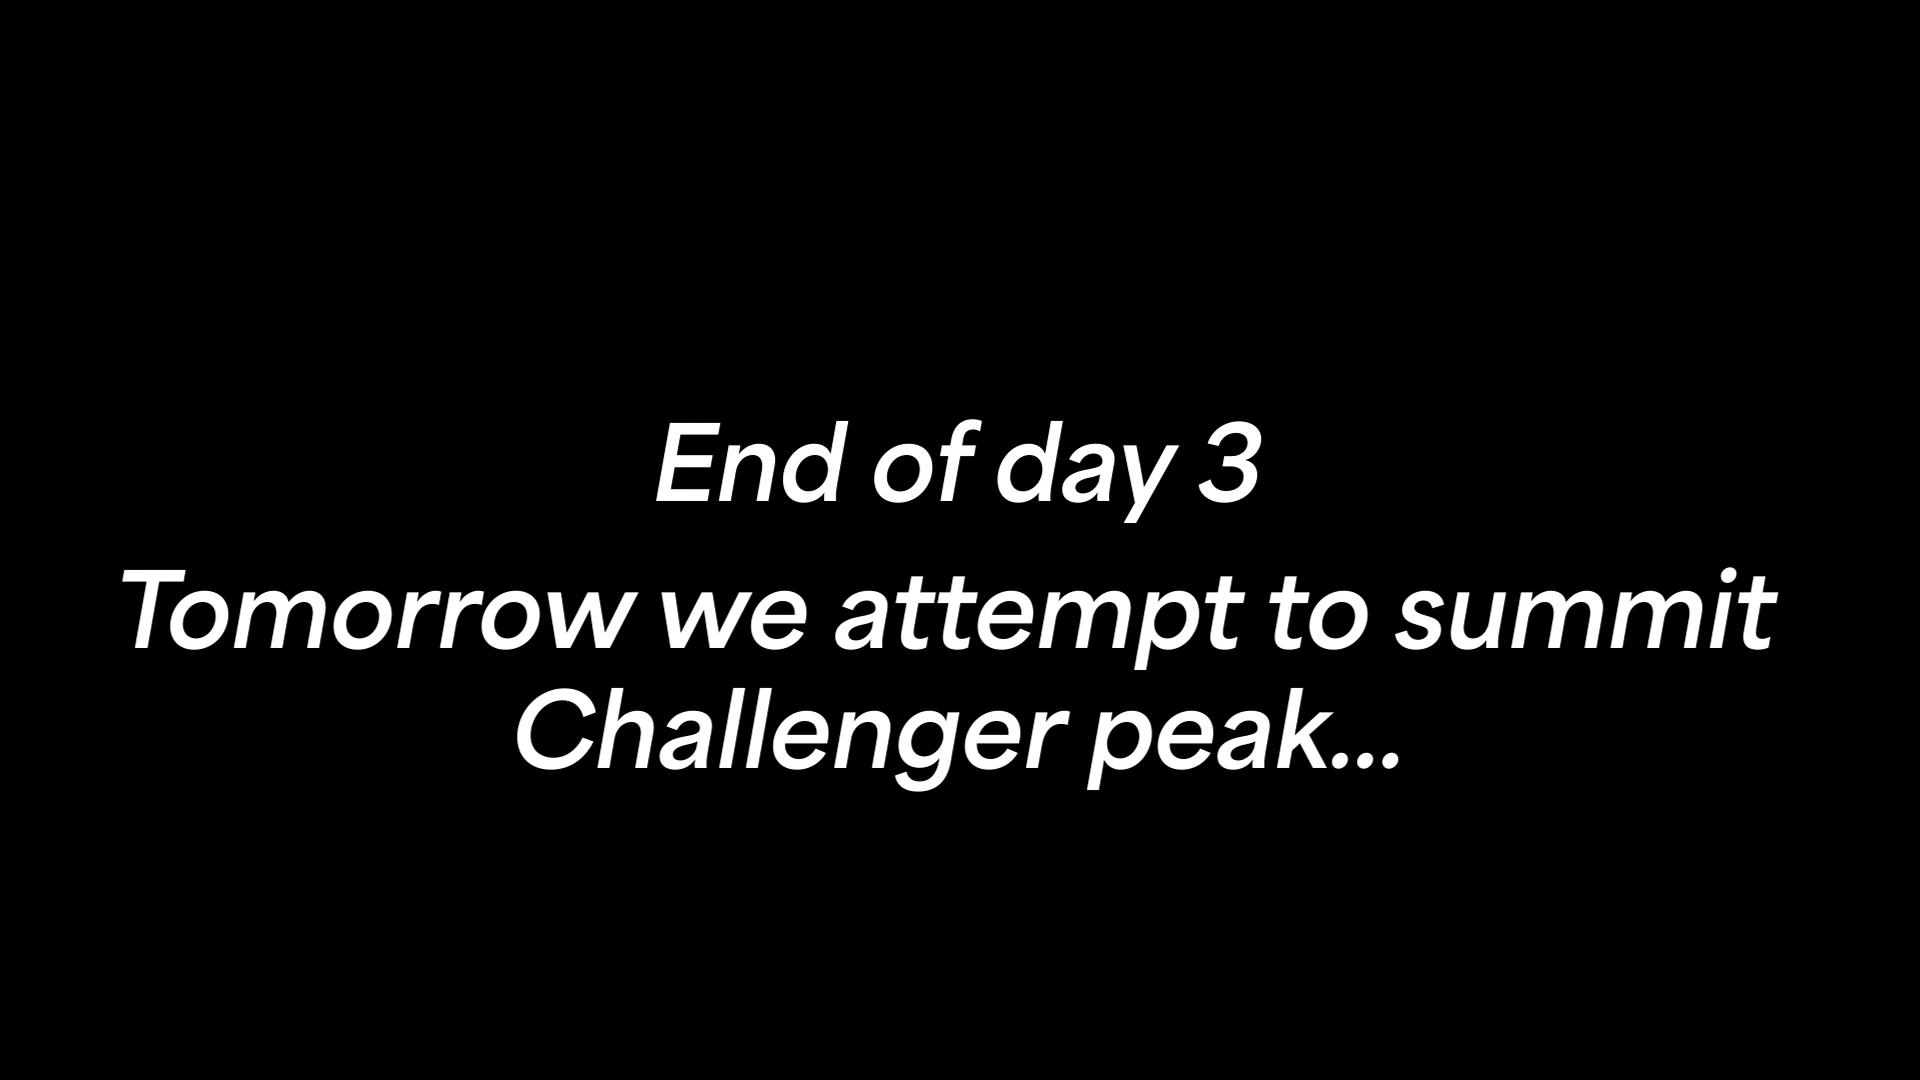 End of day 3
Tomorrow we attempt to summit
Challenger peak...